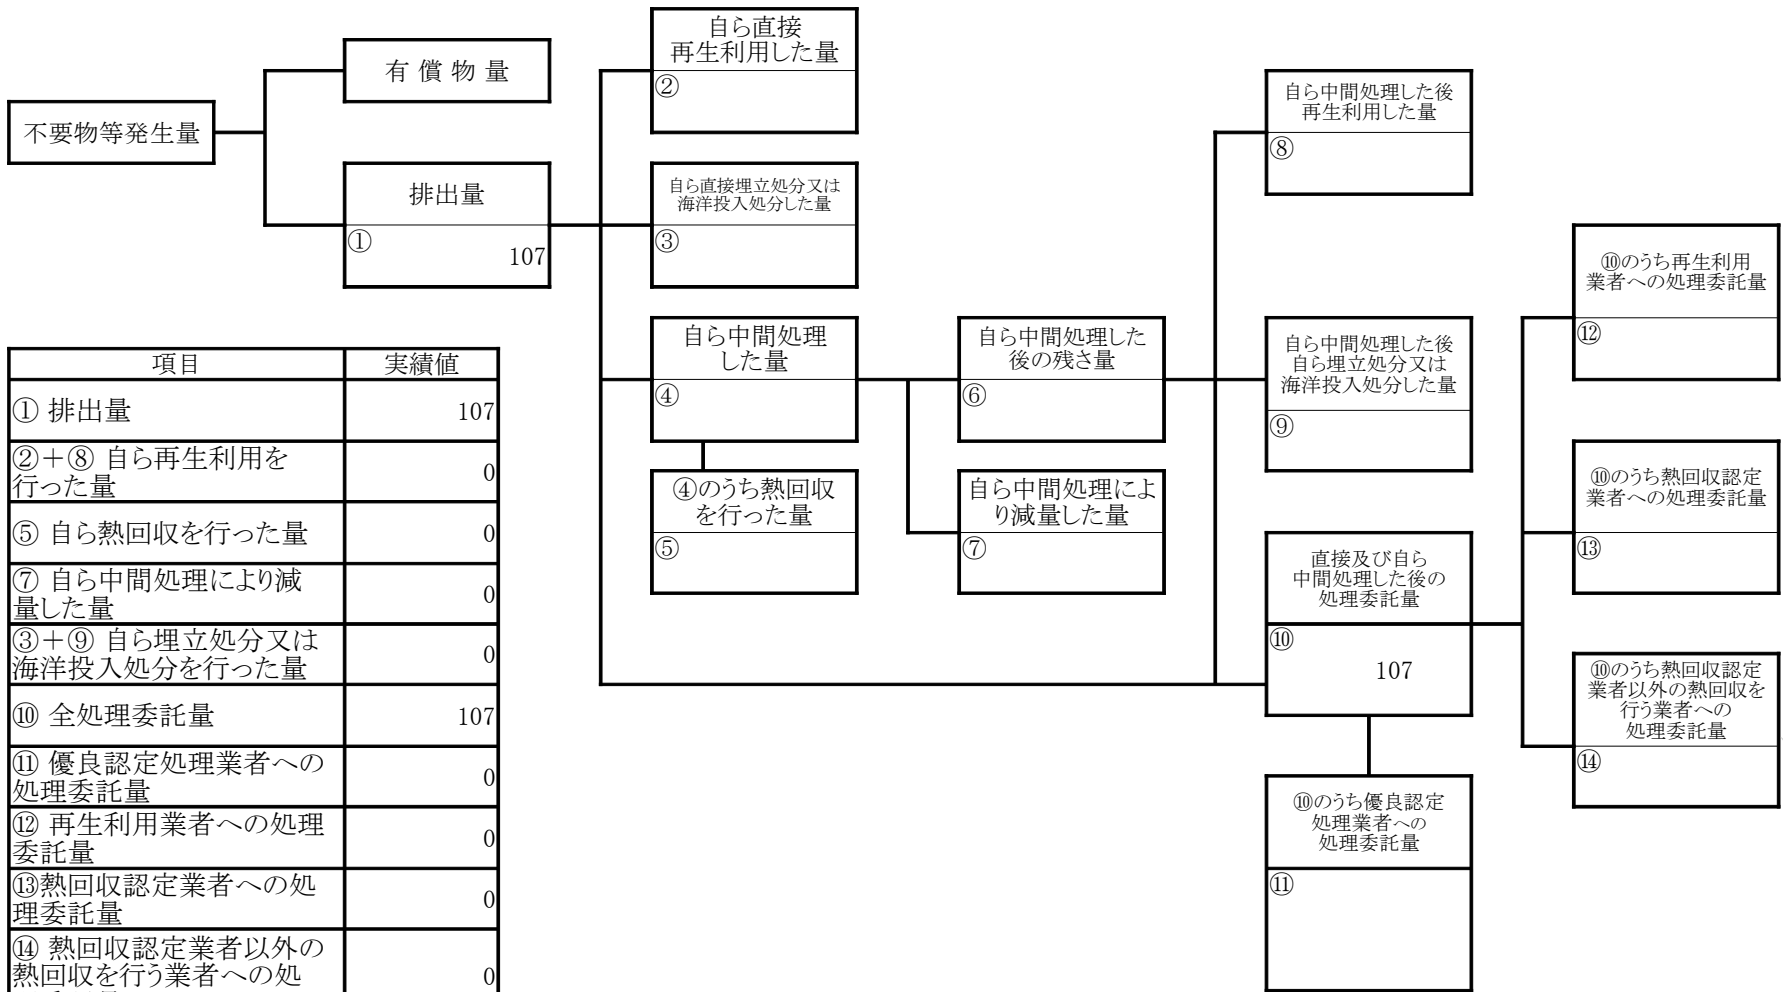 不要物等発生量
有 償 物 量
排出量
①
107
自ら直接
再生利用した量
②
自ら直接埋立処分又は
海洋投入処分した量
③
自ら中間処理
した量
④
④のうち熱回収
を行った量
⑤
自ら中間処理した
後の残さ量
⑥
自ら中間処理によ
り減量した量
⑦
自ら中間処理した後
再生利用した量
⑧
自ら中間処理した後
自ら埋立処分又は
海洋投入処分した量
⑨
直接及び自ら
中間処理した後の
処理委託量
⑩
107
⑩のうち優良認定
処理業者への
処理委託量
⑪
⑩のうち再生利用
業者への処理委託量
⑫
⑩のうち熱回収認定
業者への処理委託量
⑬
⑩のうち熱回収認定
業者以外の熱回収を
行う業者への
処理委託量
⑭
項目 実績値
① 排出量 107
②＋⑧ 自ら再生利用を
行った量 0
⑤ 自ら熱回収を行った量 0
⑦ 自ら中間処理により減
量した量 0
③＋⑨ 自ら埋立処分又は
海洋投入処分を行った量 0
⑩ 全処理委託量 107
⑪ 優良認定処理業者への
処理委託量 0
⑫ 再生利用業者への処理
委託量 0
⑬熱回収認定業者への処
理委託量 0
⑭ 熱回収認定業者以外の
熱回収を行う業者への処 0